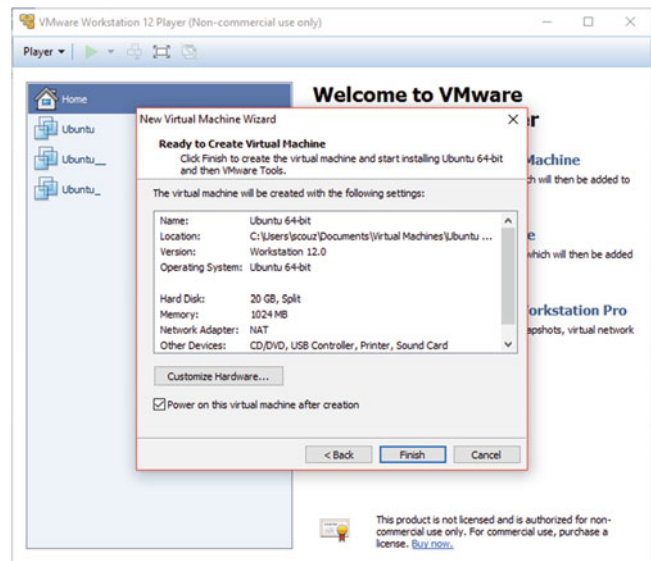 VMware Workstation 12 Player (Non-commercial use only)
Player
Home
Ubuntu
Ubuntu__
Ubuntu_
Welcome to VMware
r
New Virtual Machine Wizard
Ready to Create Virtual Machine
Click Finish to create the virtual machine and start installing Ubuntu 64-bit
and then VMware Tools.
The virtual machine will be created with the following settings:
Name: Ubuntu 64-bit
Location: C:\Users\scouz\Documents\Virtual Machines\Ubuntu ...
Version: Workstation 12.0
Operating System: Ubuntu 64-bit
Hard Disk: 20 GB, Split
Memory: 1024 MB
Network Adapter: NAT
Other Devices: CD/DVD, USB Controller, Printer, Sound Card
Customize Hardware...
Power on this virtual machine after creation
< Back Finish Cancel
Machine
ch will then be added to
e
which will then be added
orkstation Pro
apshots, virtual network
This product is not licensed and is authorized for non-
commercial use only. For commercial use, purchase a
license. Buy now.